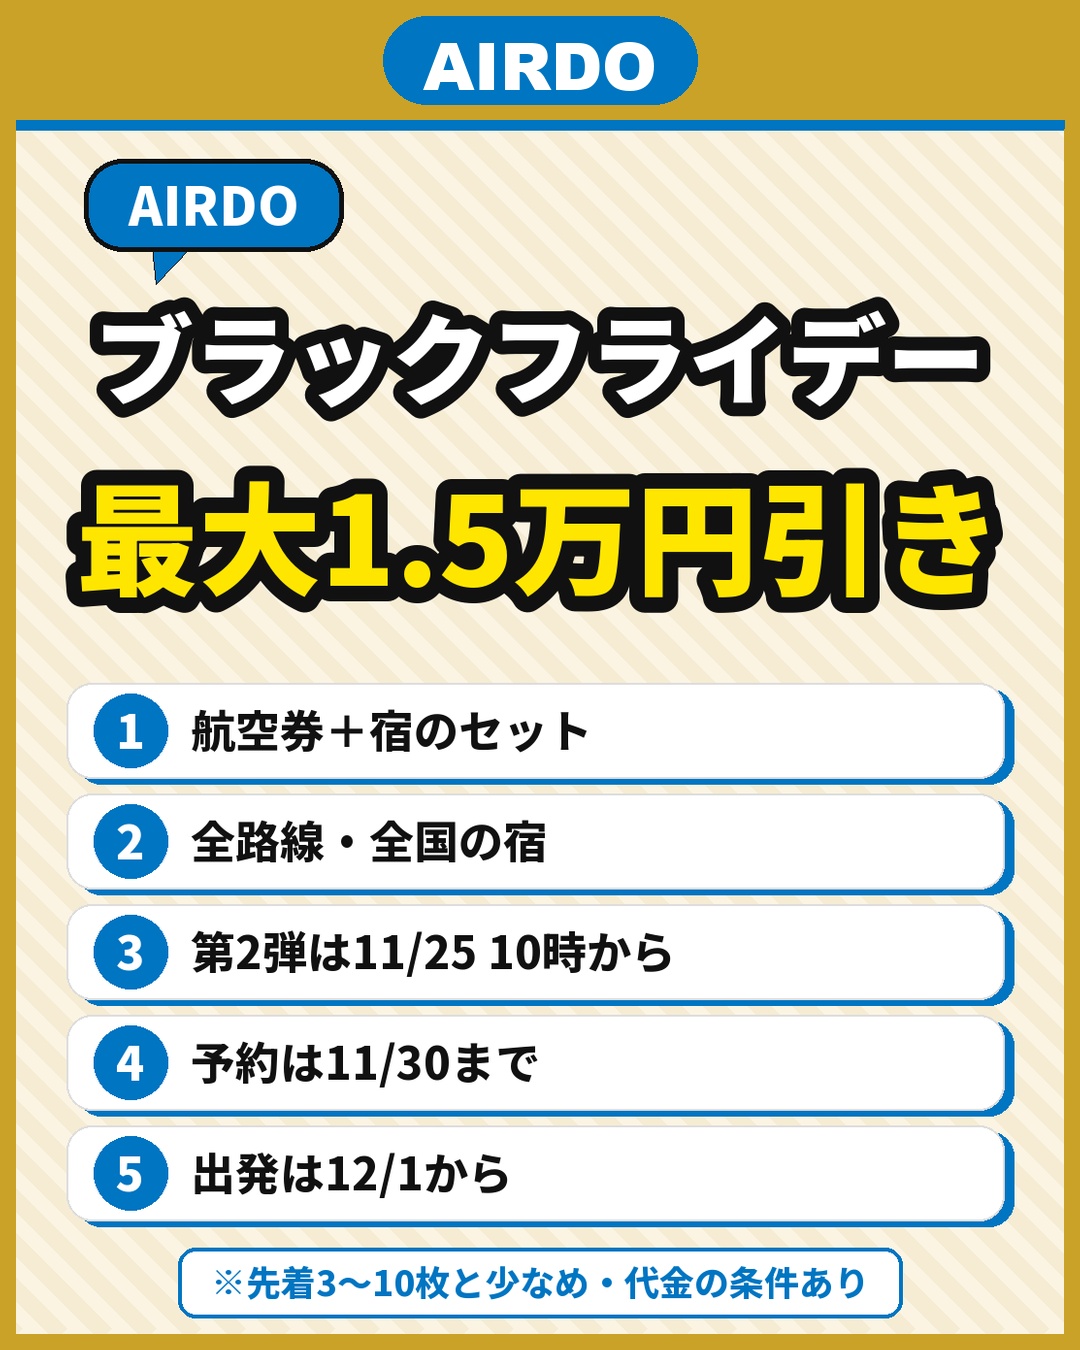 AIRDO
AIRDO
ブラックフライデー
最大1.5万円引き
1 航空券＋宿のセット
2 全路線・全国の宿
3 第2弾は11/25 10時から
4 予約は11/30まで
5 出発は12/1から
※先着3〜10枚と少なめ・代金の条件あり